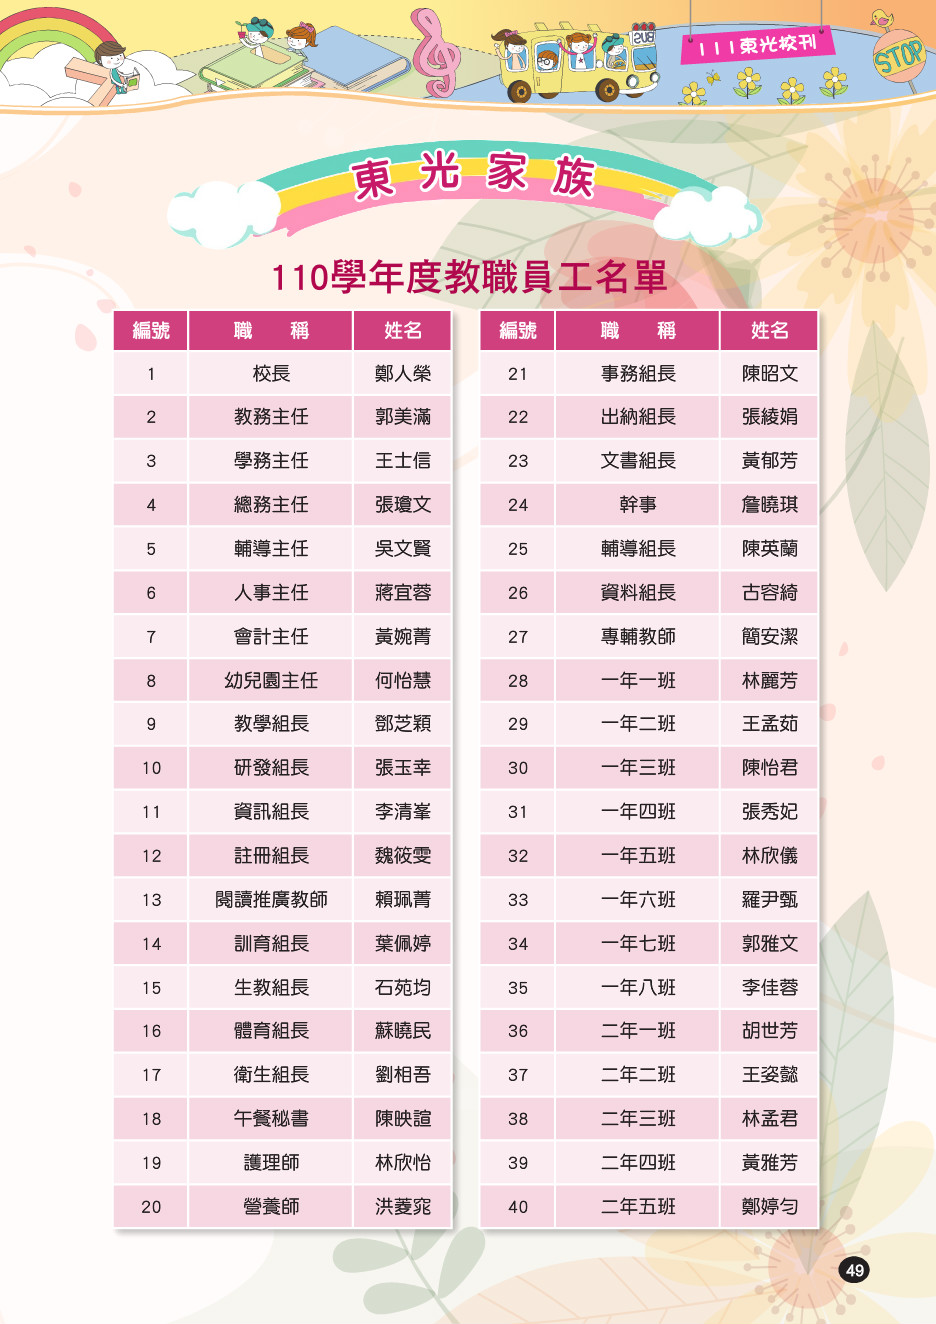 111東光校刊
STOP
BUS
東光家族
110學年度教職員工名單
編號 職稱 姓名
1 校長 鄭人榮
2 教務主任 郭美滿
3 學務主任 王士信
4 總務主任 張瓊文
5 輔導主任 吳文賢
6 人事主任 蔣宜蓉
7 會計主任 黃婉菁
8 幼兒園主任 何怡慧
9 教學組長 鄧芝穎
10 研發組長 張玉幸
11 資訊組長 李清峯
12 註冊組長 魏筱雯
13 閱讀推廣教師 賴珮菁
14 訓育組長 葉佩婷
15 生教組長 石苑均
16 體育組長 蘇曉民
17 衛生組長 劉相吾
18 午餐秘書 陳映諠
19 護理師 林欣怡
20 營養師 洪菱窕
編號 職稱 姓名
21 事務組長 陳昭文
22 出納組長 張綾娟
23 文書組長 黃郁芳
24 幹事 詹曉琪
25 輔導組長 陳英蘭
26 資料組長 古容綺
27 專輔教師 簡安潔
28 一年一班 林麗芳
29 一年二班 王孟茹
30 一年三班 陳怡君
31 一年四班 張秀妃
32 一年五班 林欣儀
33 一年六班 羅尹甄
34 一年七班 郭雅文
35 一年八班 李佳蓉
36 二年一班 胡世芳
37 二年二班 王姿懿
38 二年三班 林孟君
39 二年四班 黃雅芳
40 二年五班 鄭婷勻
49